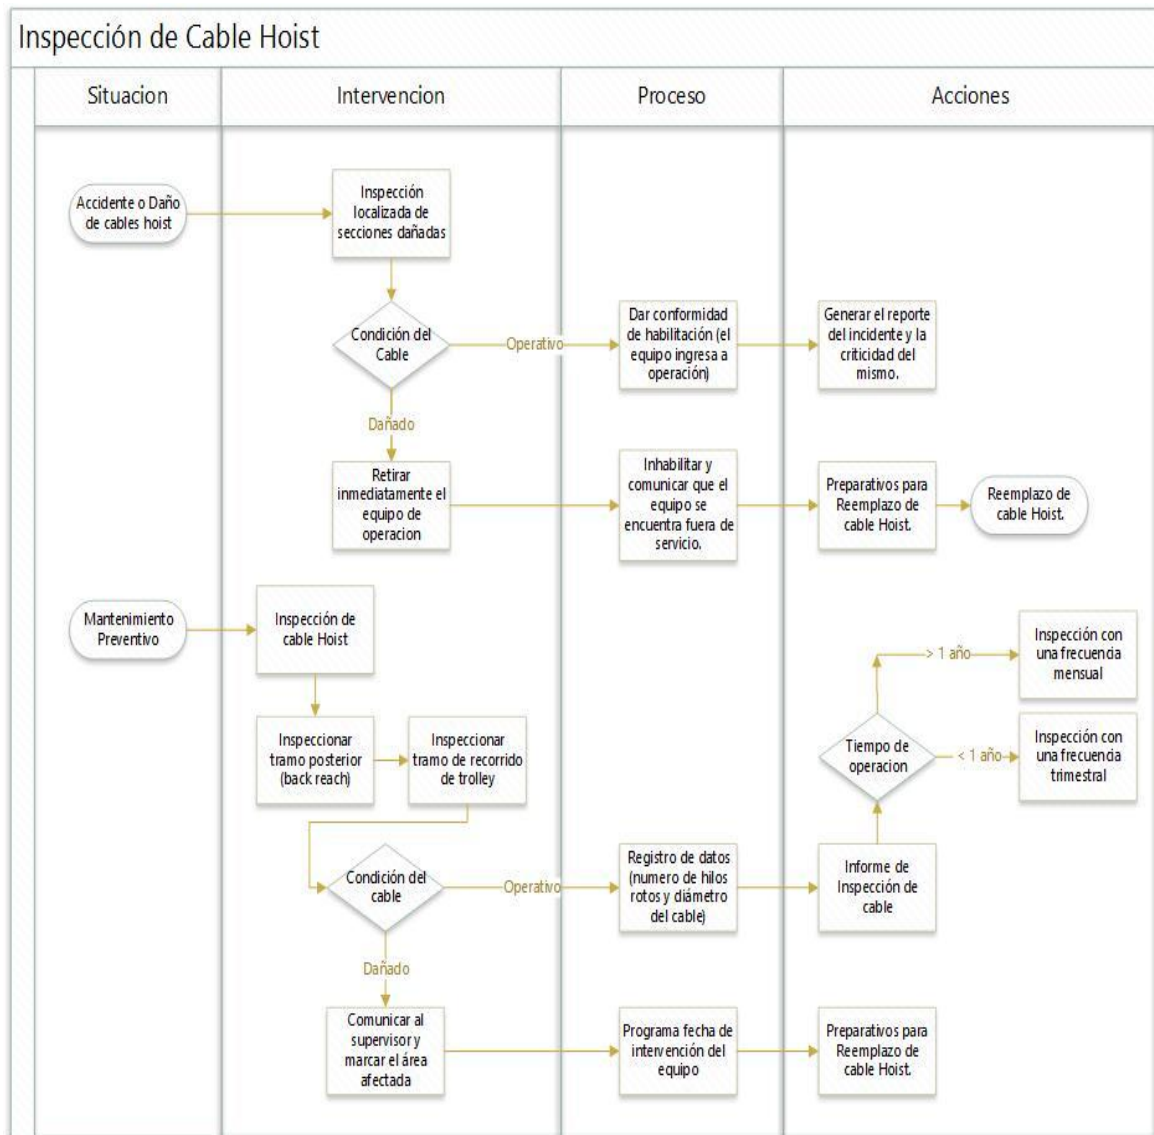 Inspección de Cable Hoist
Situacion
Intervencion
Proceso
Acciones
Accidente o Daño
de cables hoist
Inspección
localizada de
secciones dañadas
Condición del
Cable
Operativo
Dar conformidad
de habilitación (el
equipo ingresa a
operación)
Generar el reporte
del incidente y la
criticidad del
mismo.
Dañado
Retirar
inmediatamente el
equipo de
operacion
Inhabilitar y
comunicar que el
equipo se
encuentra fuera de
servicio.
Preparativos para
Reemplazo de
cable Hoist.
Reemplazo de
cable Hoist.
Mantenimiento
Preventivo
Inspección de
cable Hoist
Inspeccionar
tramo posterior
(back reach)
Inspeccionar
tramo de recorrido
de trolley
Condición del
cable
Operativo
Registro de datos
(numero de hilos
rotos y diámetro
del cable)
Informe de
Inspección de
cable
Tiempo de
operacion
> 1 año
Inspección con
una frecuencia
mensual
< 1 año
Inspección con
una frecuencia
trimestral
Dañado
Comunicar al
supervisor y
marcar el área
afectada
Programa fecha de
intervención del
equipo
Preparativos para
Reemplazo de
cable Hoist.